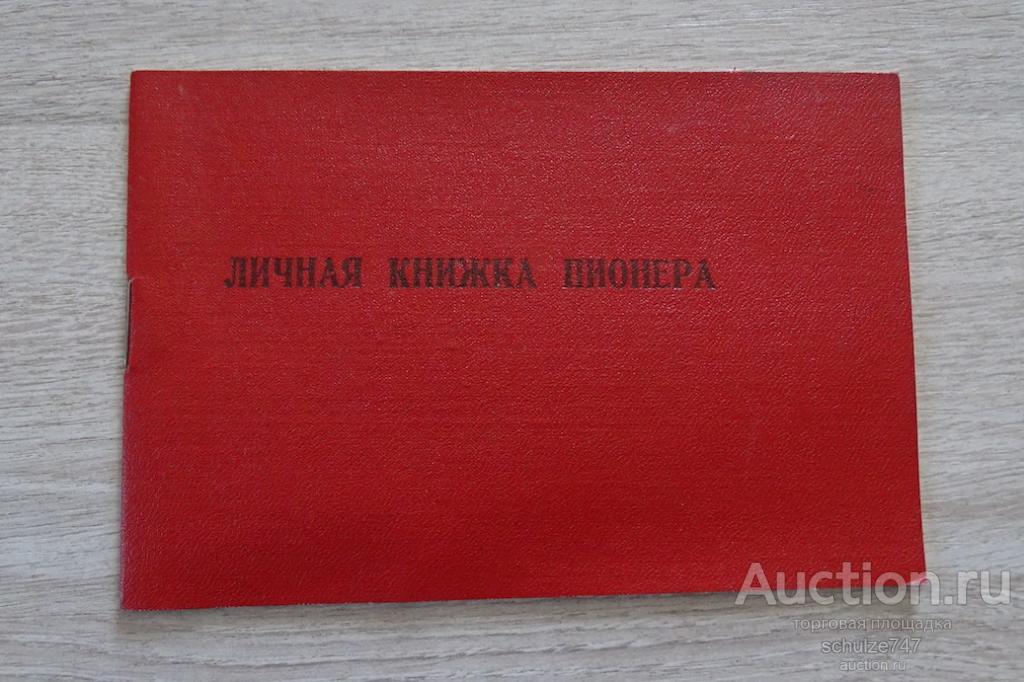 ЛИЧНАЯ КНИЖКА ПИОНЕРА
Auction.ru
торговая площадка
schulze747
auction.ru